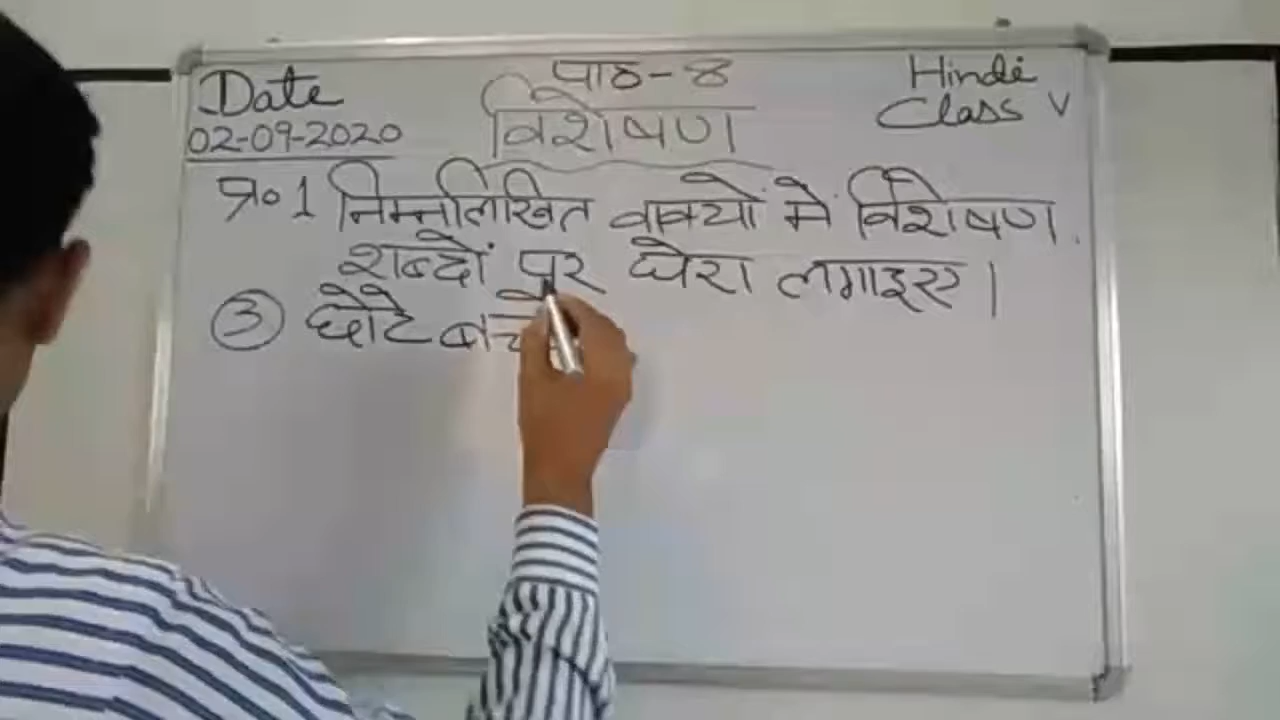 Date
02-09-2020
पाठ-8
विशेषण
Hindi
Class V
प्र०1 निम्नलिखित वाक्यों में विशेषण
शब्दों पर घेरा लगाइए।
③ छोटे